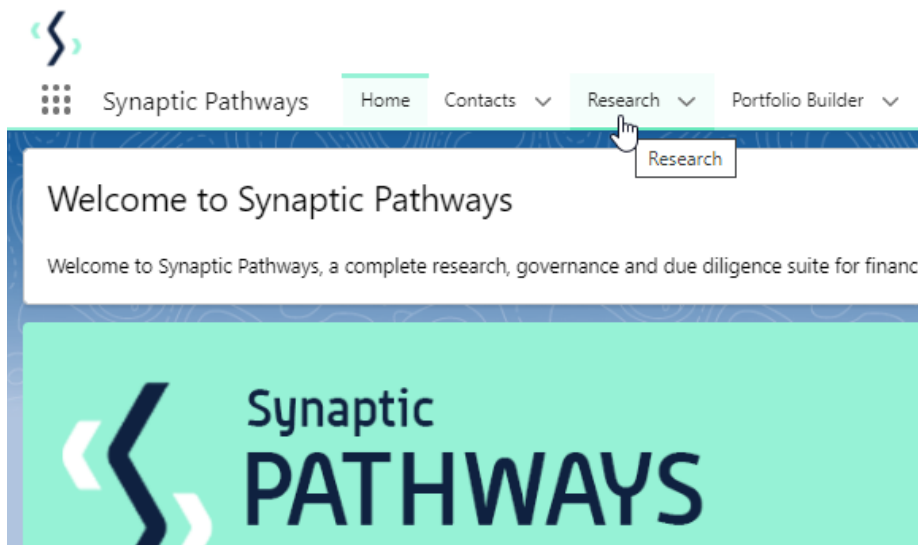 Synaptic Pathways Home Contacts Research Portfolio Builder
Research
Welcome to Synaptic Pathways
Welcome to Synaptic Pathways, a complete research, governance and due diligence suite for financ
Synaptic
PATHWAYS